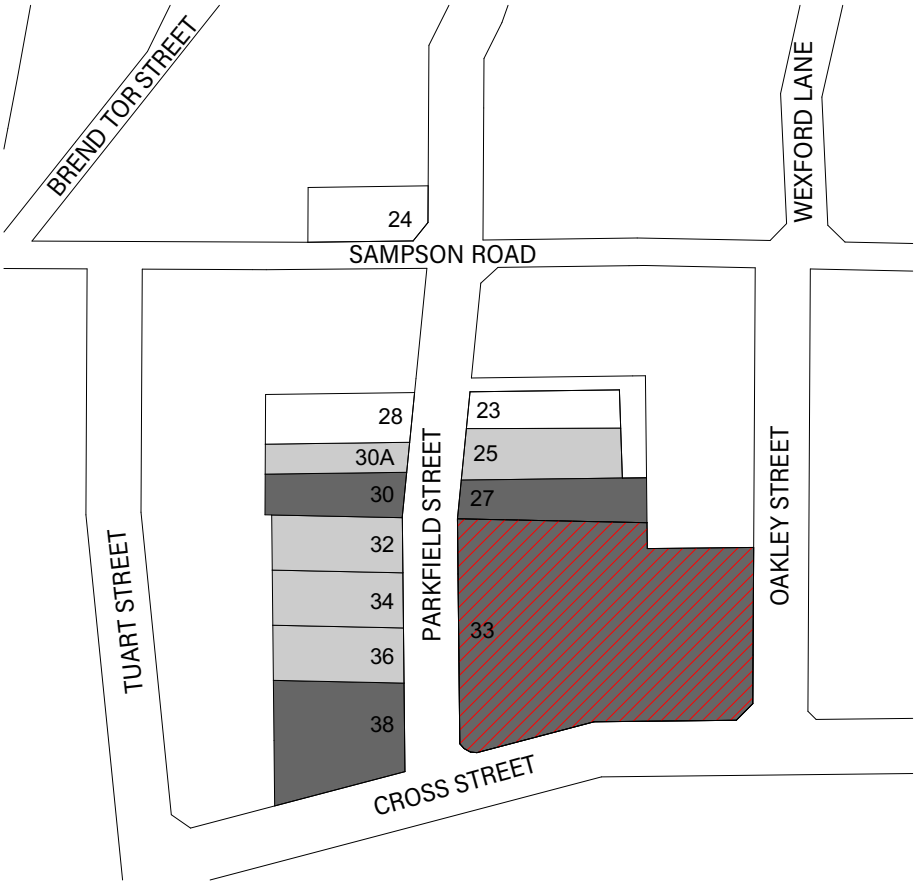 BREND TOR STREET
WEXFORD LANE
24
SAMPSON ROAD
28
23
30A
25
30
27
32
34
33
36
38
PARKFIELD STREET
OAKLEY STREET
TUART STREET
CROSS STREET